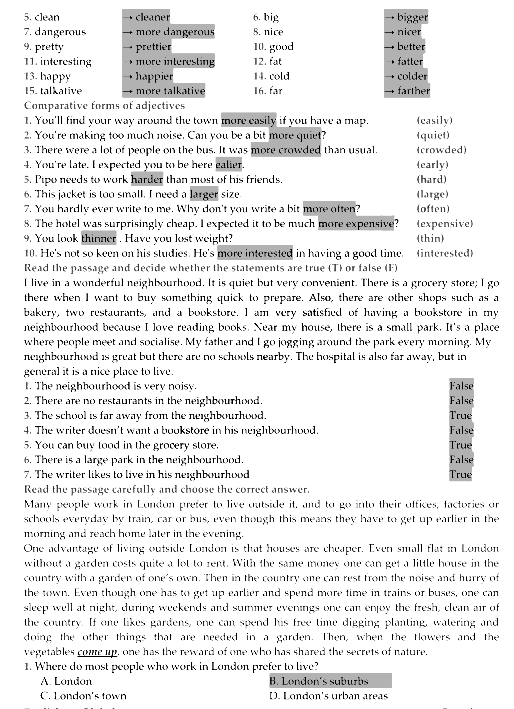 5. clean → cleaner 6. big → bigger
7. dangerous → more dangerous 8. nice → nicer
9. pretty → prettier 10. good → better
11. interesting → more interesting 12. fat → fatter
13. happy → happier 14. cold → colder
15. talkative → more talkative 16. far → farther
Comparative forms of adjectives
1. You'll find your way around the town more easily if you have a map. (easily)
2. You're making too much noise. Can you be a bit more quiet? (quiet)
3. There were a lot of people on the bus. It was more crowded than usual. (crowded)
4. You're late. I expected you to be here ealier. (early)
5. Pipo needs to work harder than most of his friends. (hard)
6. This jacket is too small. I need a larger size (large)
7. You hardly ever write to me. Why don't you write a bit more often? (often)
8. The hotel was surprisingly cheap. I expected it to be much more expensive? (expensive)
9. You look thinner . Have you lost weight? (thin)
10. He's not so keen on his studies. He's more interested in having a good time. (interested)
Read the passage and decide whether the statements are true (T) or false (F)
I live in a wonderful neighbourhood. It is quiet but very convenient. There is a grocery store; I go
there when I want to buy something quick to prepare. Also, there are other shops such as a
bakery, two restaurants, and a bookstore. I am very satisfied of having a bookstore in my
neighbourhood because I love reading books. Near my house, there is a small park. It's a place
where people meet and socialise. My father and I go jogging around the park every morning. My
neighbourhood is great but there are no schools nearby. The hospital is also far away, but in
general it is a nice place to live.
1. The neighbourhood is very noisy. False
2. There are no restaurants in the neighbourhood. False
3. The school is far away from the neighbourhood. True
4. The writer doesn't want a bookstore in his neighbourhood. False
5. You can buy food in the grocery store. True
6. There is a large park in the neighbourhood. False
7. The writer likes to live in his neighbourhood True
Read the passage carefully and choose the correct answer.
Many people work in London prefer to live outside it, and to go into their offices, factories or
schools everyday by train, car or bus, even though this means they have to get up earlier in the
morning and reach home later in the evening.
One advantage of living outside London is that houses are cheaper. Even small flat in London
without a garden costs quite a lot to rent. With the same money one can get a little house in the
country with a garden of one's own. Then in the country one can rest from the noise and hurry of
the town. Even though one has to get up earlier and spend more time in trains or buses, one can
sleep well at night, during weekends and summer evenings one can enjoy the fresh, clean air of
the country. If one likes gardens, one can spend his free time digging planting, watering and
doing the other things that are needed in a garden. Then, when the flowers and the
vegetables come up, one has the reward of one who has shared the secrets of nature.
1. Where do most people who work in London prefer to live?
A. London B. London's suburbs
C. London's town D. London's urban areas